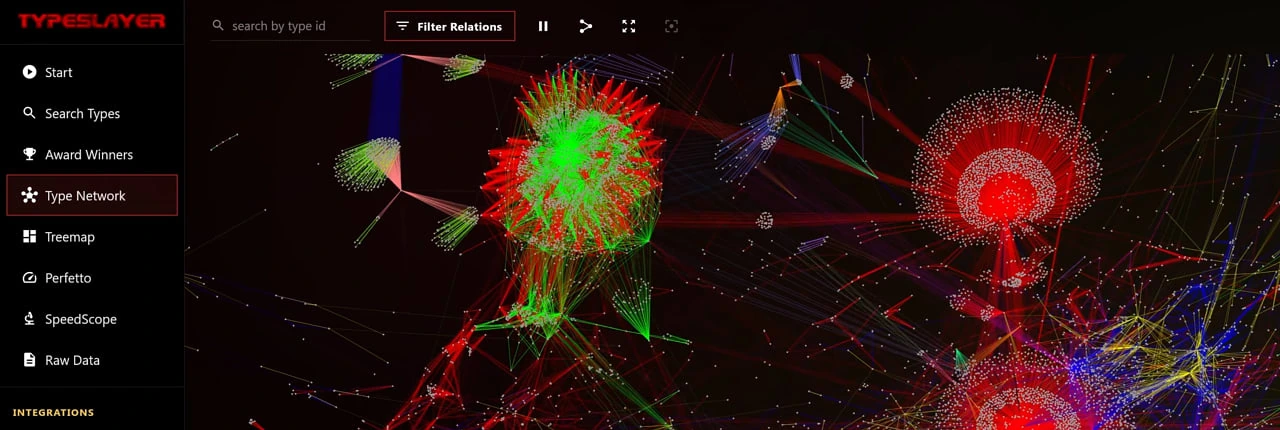 TYPESLAYER
search by type id
Filter Relations
Start
Search Types
Award Winners
Type Network
Treemap
Perfetto
SpeedScope
Raw Data
INTEGRATIONS